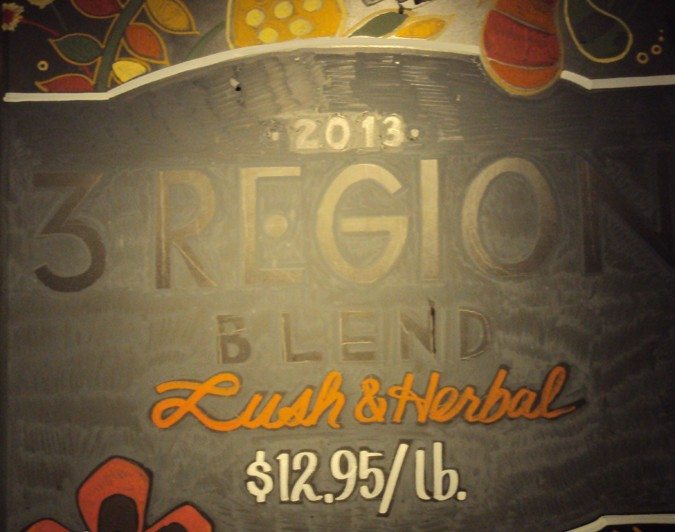 ·2013·
3 REGION
BLEND
Lush & Herbal
$12.95/lb.